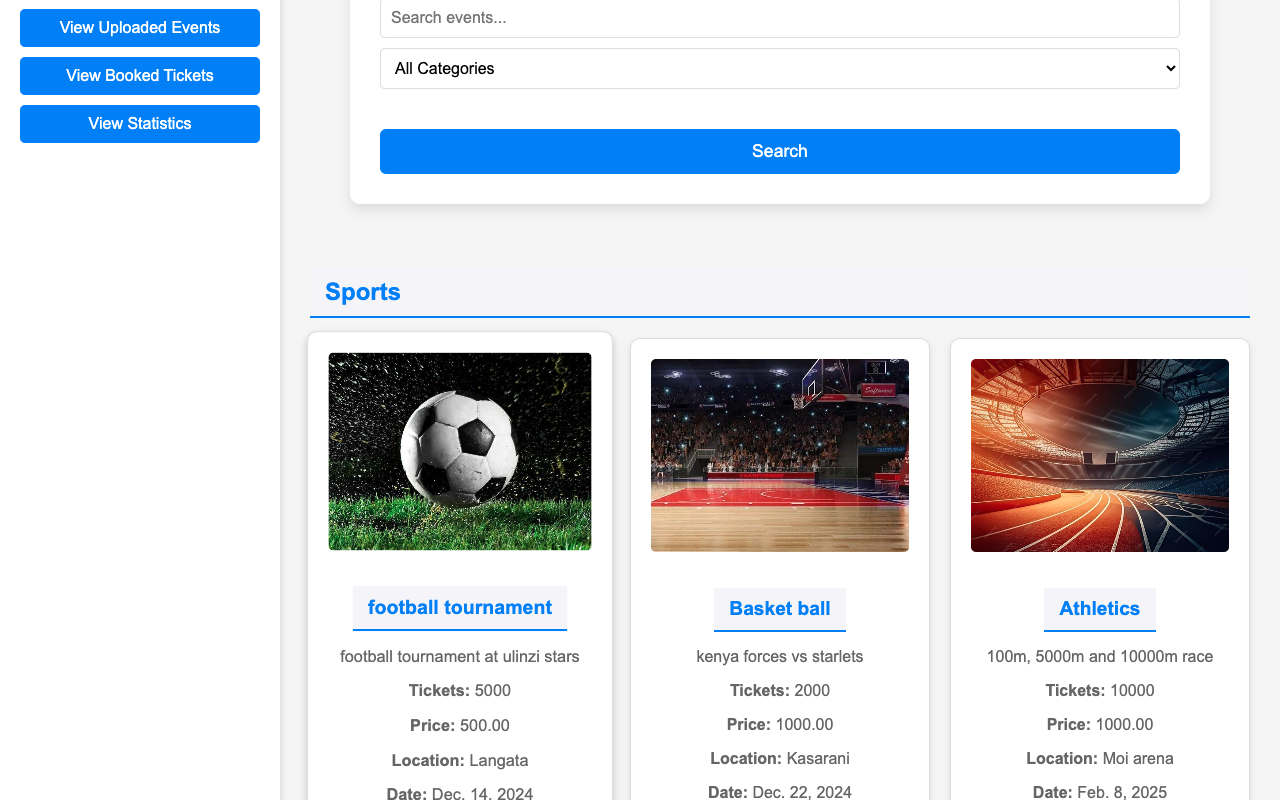 View Uploaded Events
View Booked Tickets
View Statistics
Search events...
All Categories
Search
Sports
football tournament
football tournament at ulinzi stars
Tickets: 5000
Price: 500.00
Location: Langata
Date: Dec. 14, 2024
Basket ball
kenya forces vs starlets
Tickets: 2000
Price: 1000.00
Location: Kasarani
Date: Dec. 22, 2024
Athletics
100m, 5000m and 10000m race
Tickets: 10000
Price: 1000.00
Location: Moi arena
Date: Feb. 8, 2025